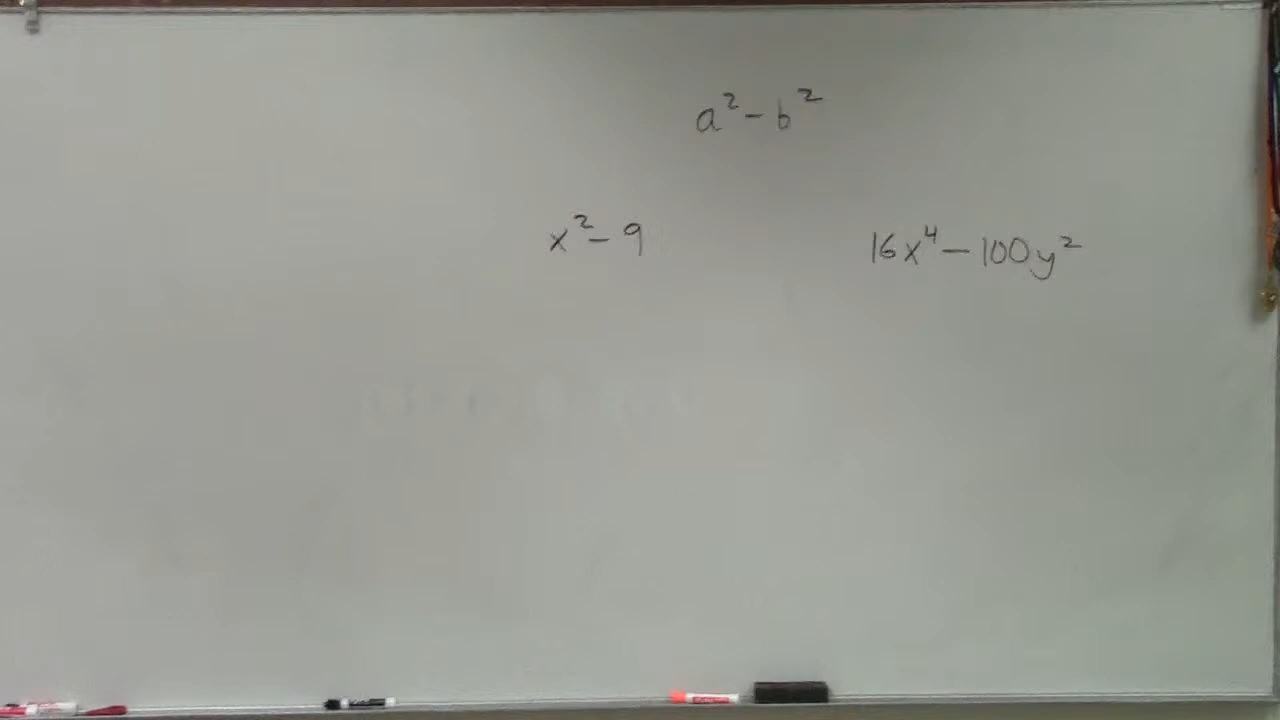 a² - b²
x² - 9
16x⁴ - 100y²